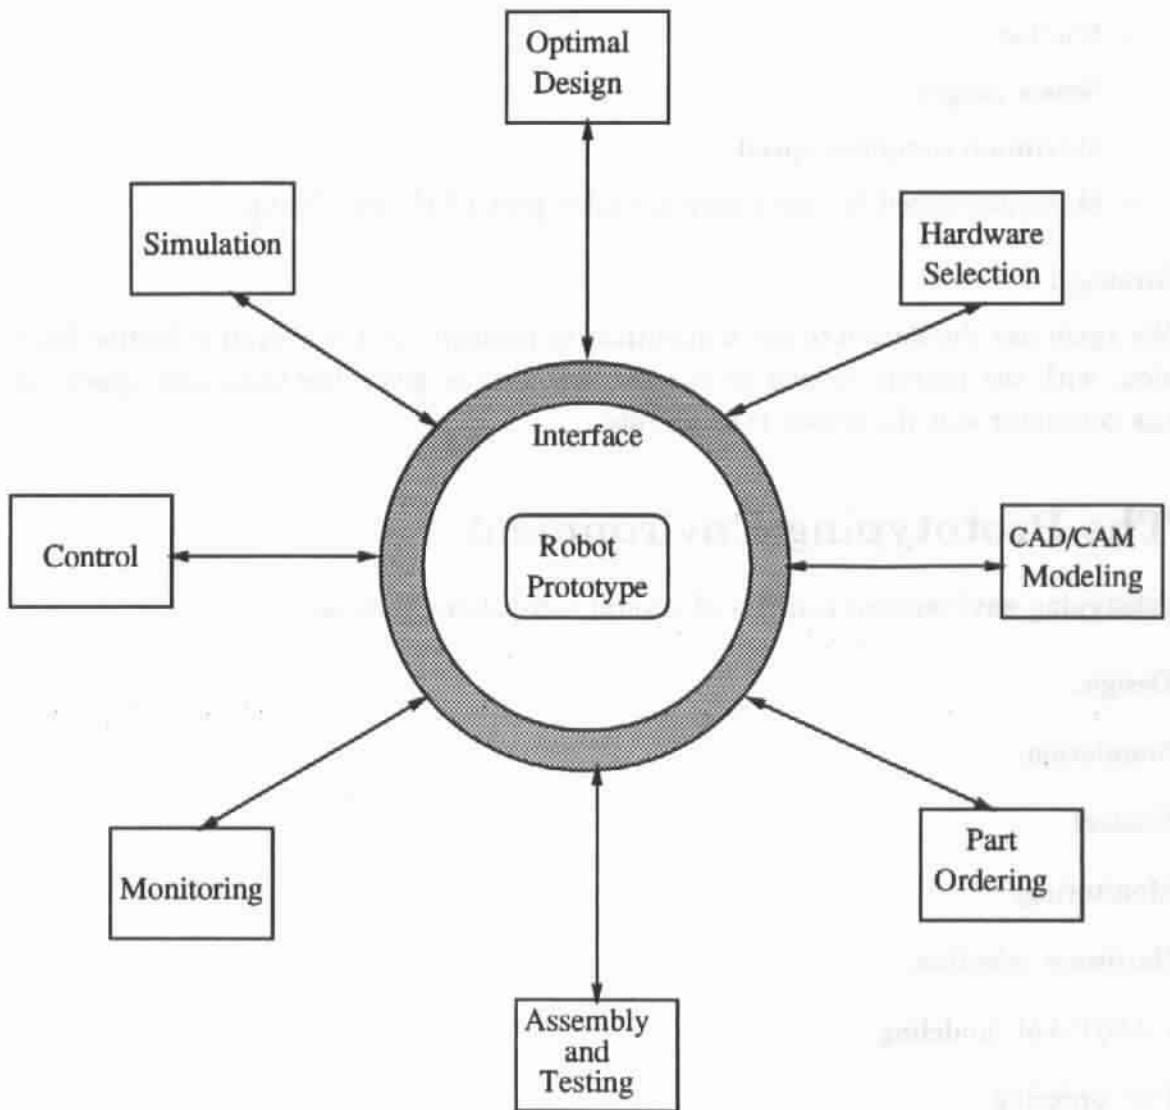 Optimal
Design
Simulation
Hardware
Selection
Interface
Control
Robot
Prototype
CAD/CAM
Modeling
Monitoring
Part
Ordering
Assembly
and
Testing